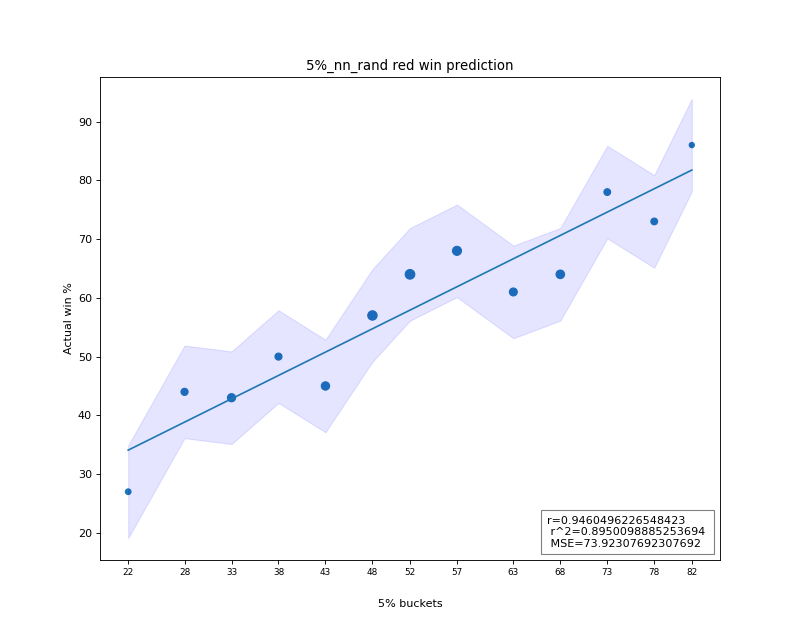 5%_nn_rand red win prediction
Actual win %
90
80
70
60
50
40
30
20
r=0.9460496226548423
r^2=0.8950098885253694
MSE=73.92307692307692
22 28 33 38 43 48 52 57 63 68 73 78 82
5% buckets